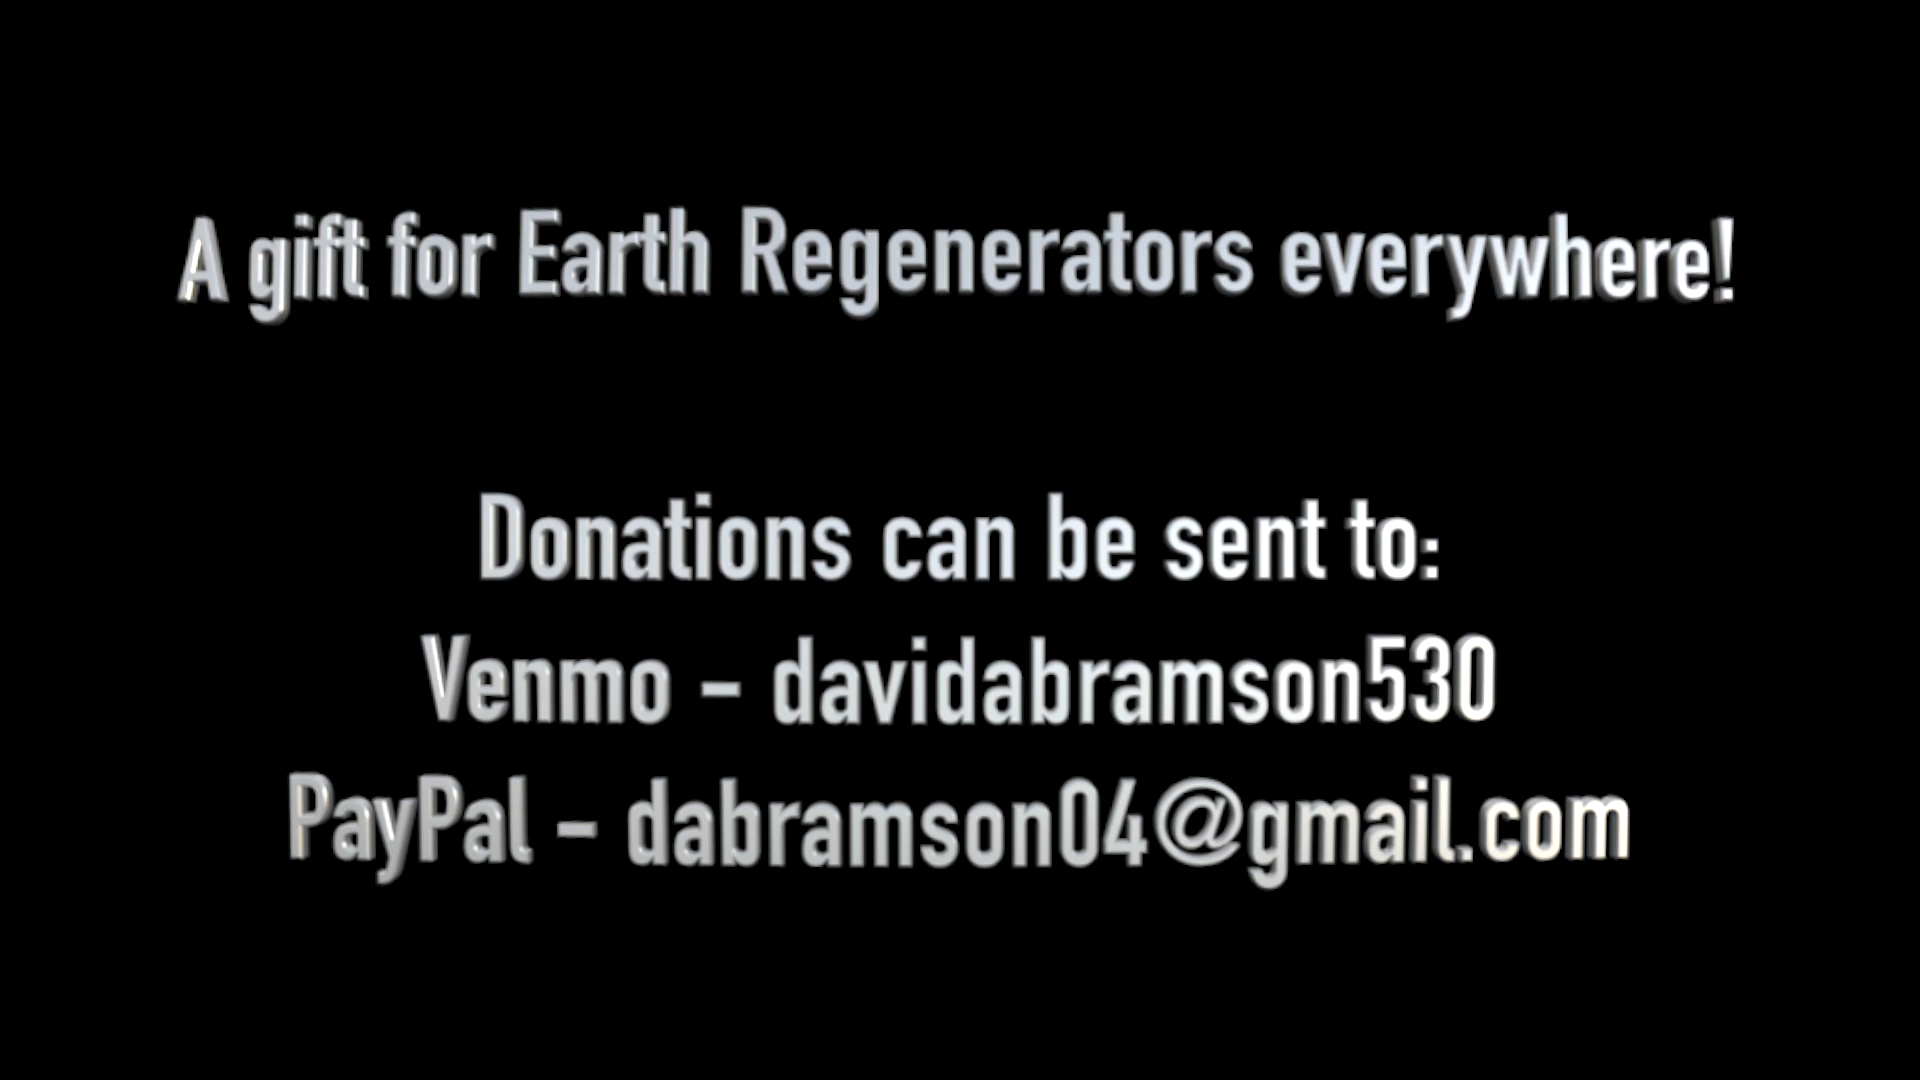 A gift for Earth Regenerators everywhere!
Donations can be sent to:
Venmo - davidabramson530
PayPal - dabramson04@gmail.com